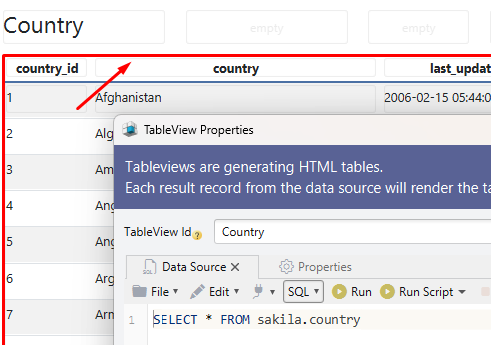 Country
empty
empty
empty
country_id country last_updat
1 Afghanistan 2006-02-15 05:44:0
2 Alg
3 Am
4 Ang
5 Ang
6 Arg
7 Arm
TableView Properties
Tableviews are generating HTML tables.
Each result record from the data source will render the ta
TableView Id Country
Data Source Properties
File Edit SQL Run Run Script
1 SELECT * FROM sakila.country